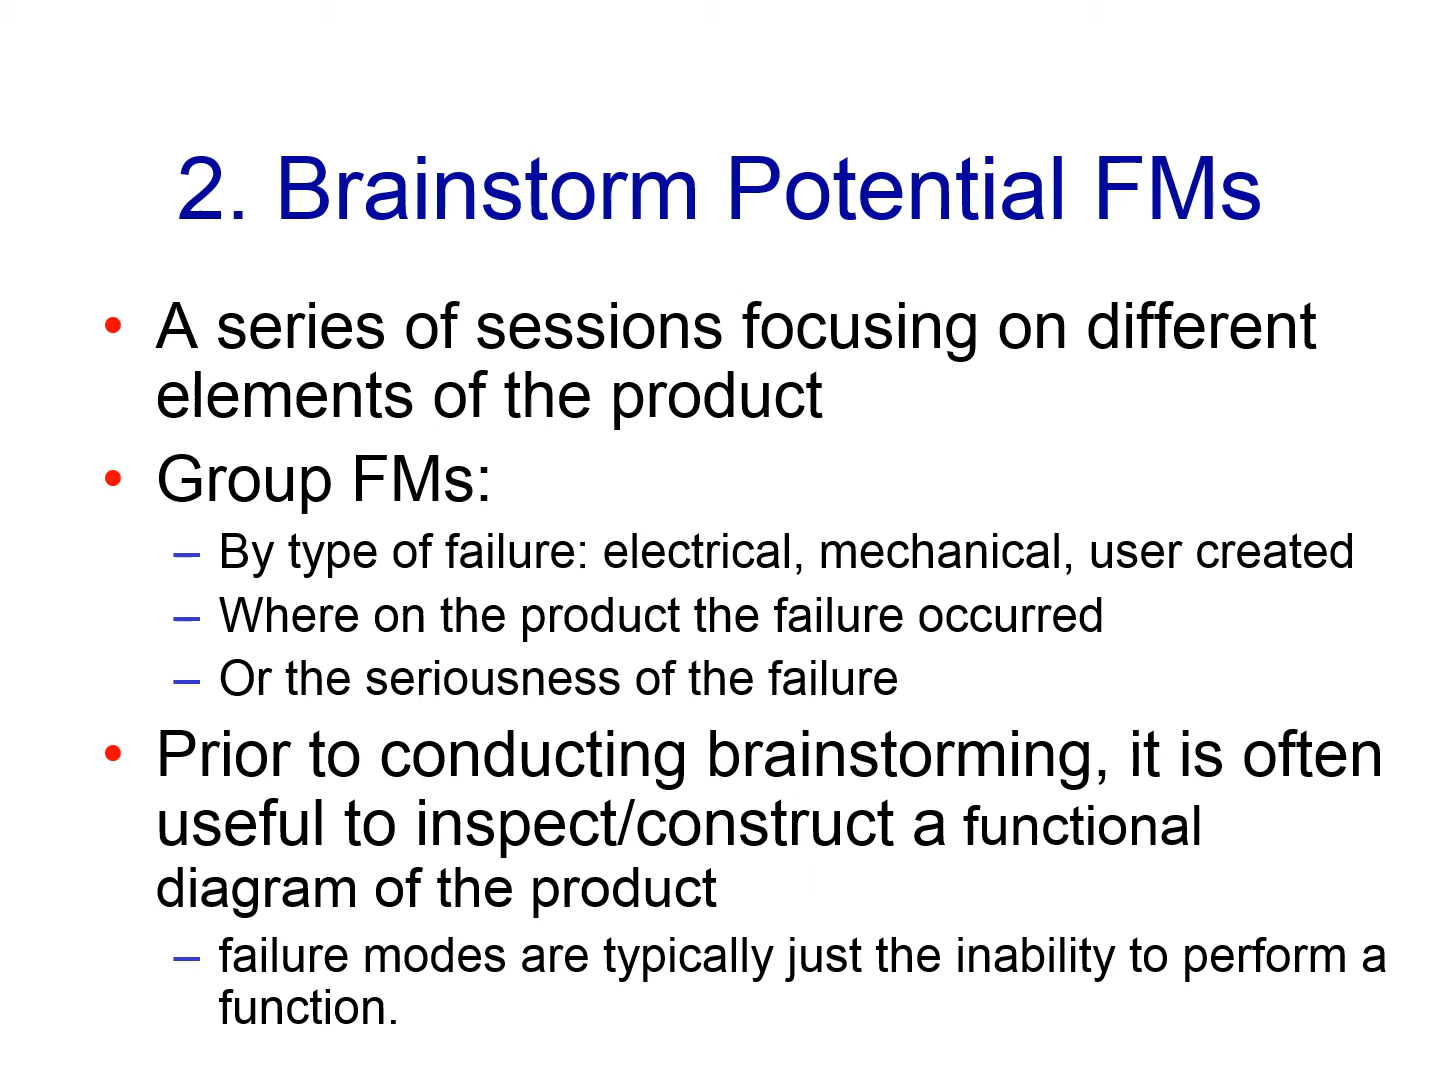 2. Brainstorm Potential FMs
• A series of sessions focusing on different
elements of the product
• Group FMs:
– By type of failure: electrical, mechanical, user created
– Where on the product the failure occurred
– Or the seriousness of the failure
• Prior to conducting brainstorming, it is often
useful to inspect/construct a functional
diagram of the product
– failure modes are typically just the inability to perform a
function.